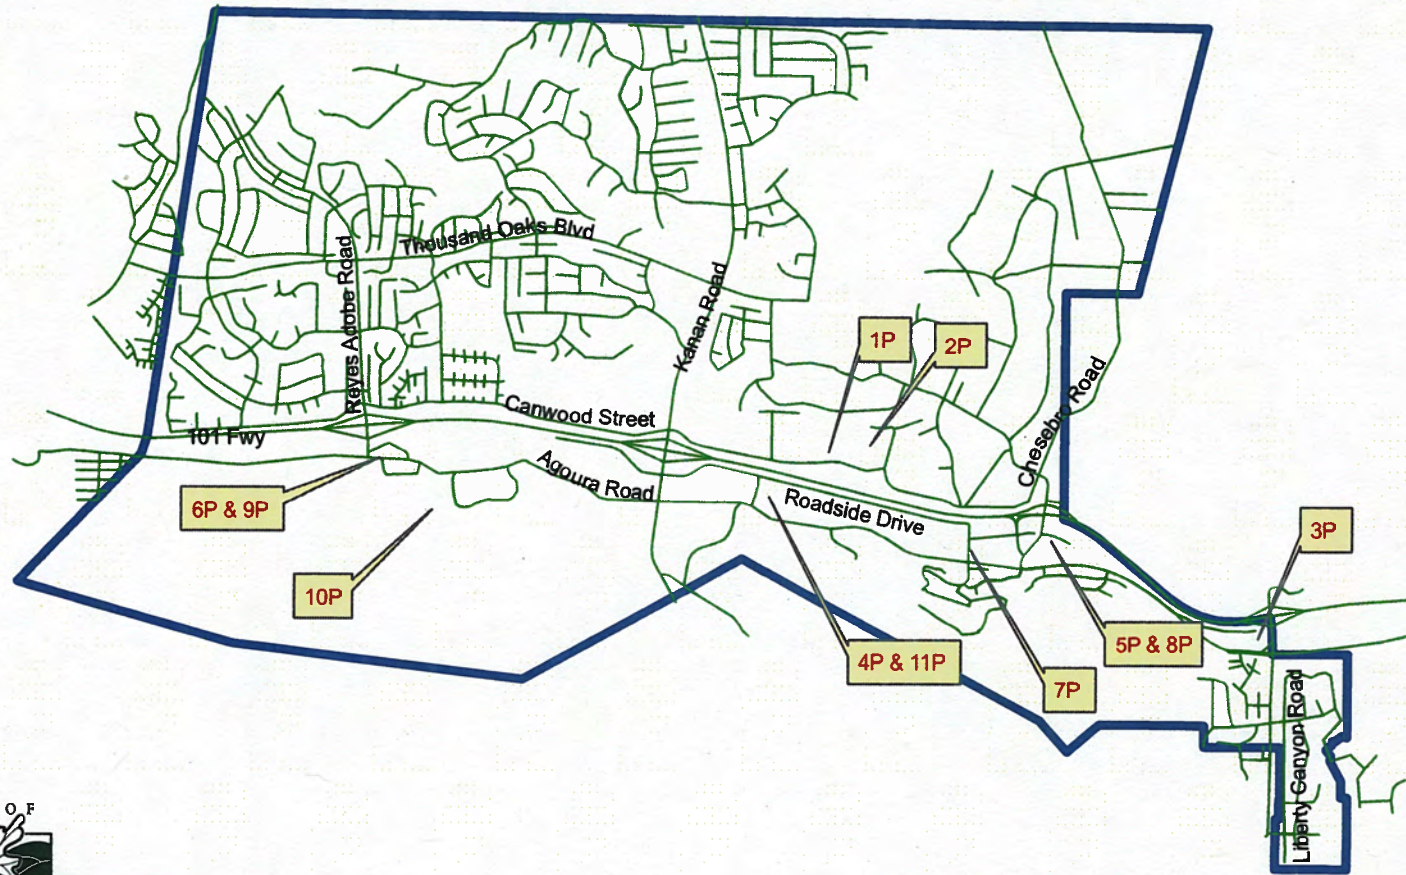 Thousand Oaks Blvd
Reyes Adobe Road
Kanan Road
1P
2P
Chesebro Road
Canwood Street
101 Fwy
Agoura Road
Roadside Drive
6P & 9P
3P
10P
4P & 11P
5P & 8P
7P
Liberty Canyon Road
OF